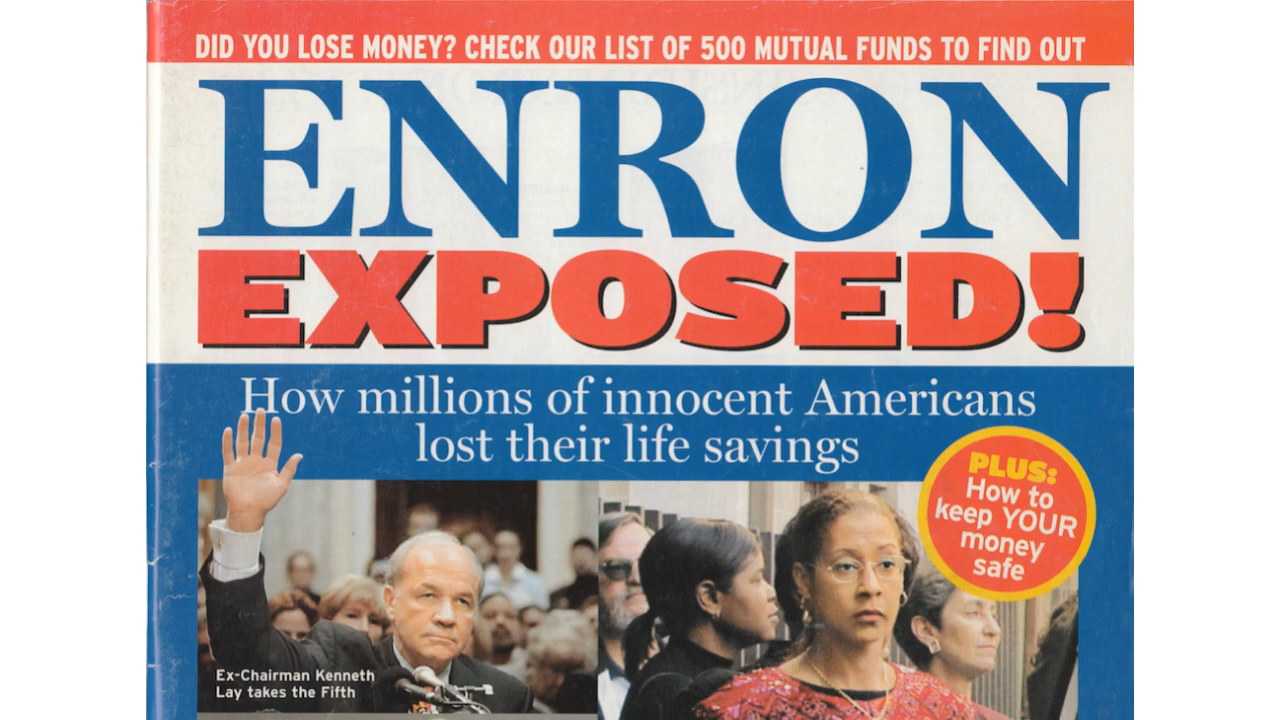 DID YOU LOSE MONEY? CHECK OUR LIST OF 500 MUTUAL FUNDS TO FIND OUT
ENRON
EXPOSED!
How millions of innocent Americans
lost their life savings
PLUS:
How to
keep YOUR
money
safe
Ex-Chairman Kenneth
Lay takes the Fifth